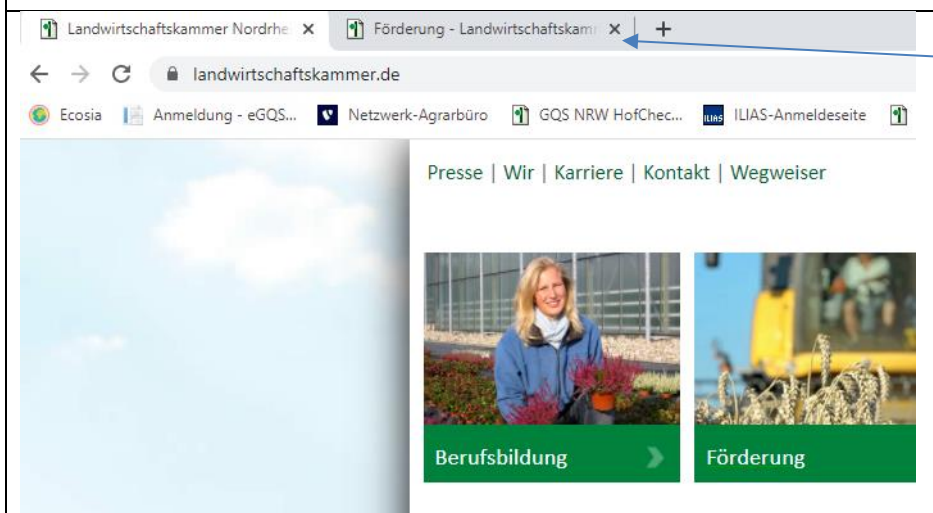 Landwirtschaftskammer Nordrhe
Förderung - Landwirtschaftskam
landwirtschaftskammer.de
Ecosia Anmeldung - eGQS... Netzwerk-Agrarbüro GQS NRW HofChec... ILIAS ILIAS-Anmeldeseite
Presse | Wir | Karriere | Kontakt | Wegweiser
Berufsbildung
Förderung